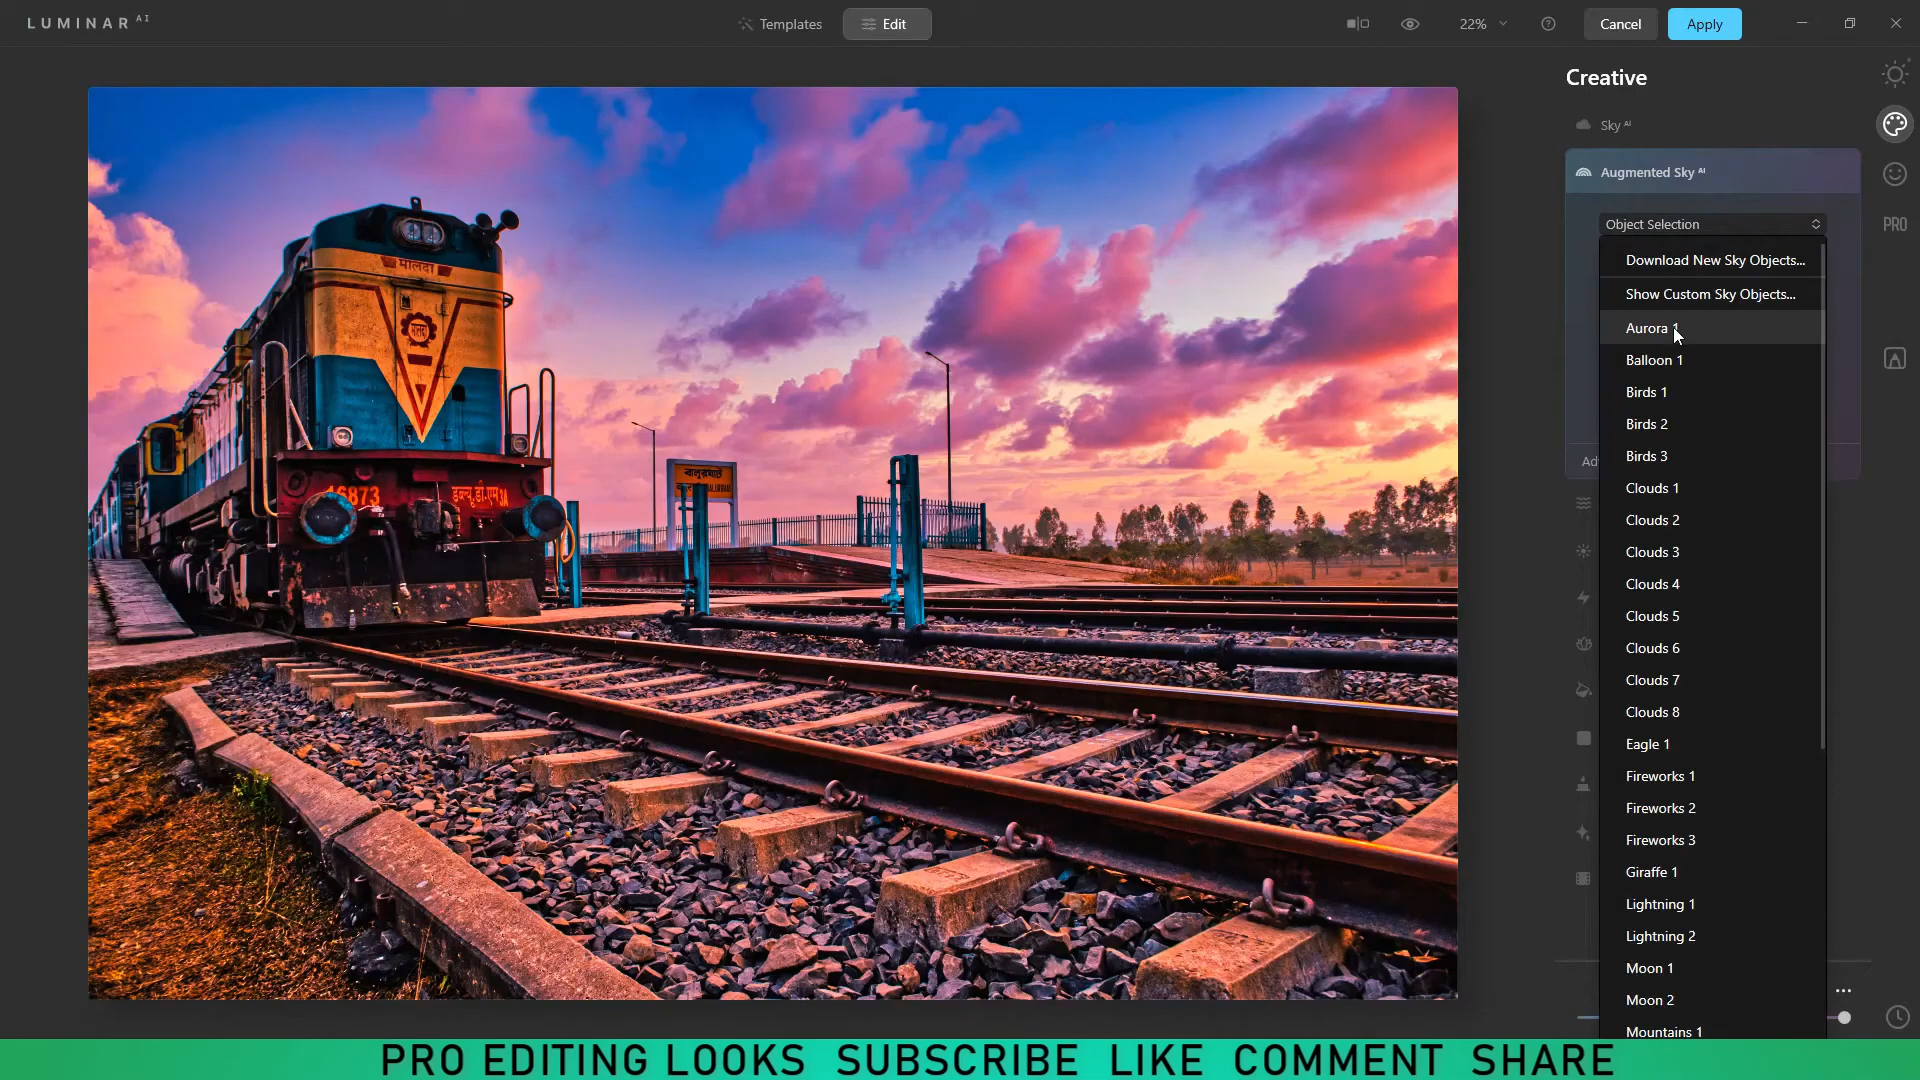 LUMINAR AI
Templates
Edit
22%
Cancel
Apply
Creative
Sky AI
Augmented Sky AI
PRO
Object Selection
Download New Sky Objects...
Show Custom Sky Objects...
Aurora 1
Balloon 1
Birds 1
Birds 2
Birds 3
Clouds 1
Clouds 2
Clouds 3
Clouds 4
Clouds 5
Clouds 6
Clouds 7
Clouds 8
Eagle 1
Fireworks 1
Fireworks 2
Fireworks 3
Giraffe 1
Lightning 1
Lightning 2
Moon 1
Moon 2
Mountains 1
मालदा
16873
डब्ल्यू.डी.एम 3A
PRO EDITING LOOKS SUBSCRIBE LIKE COMMENT SHARE